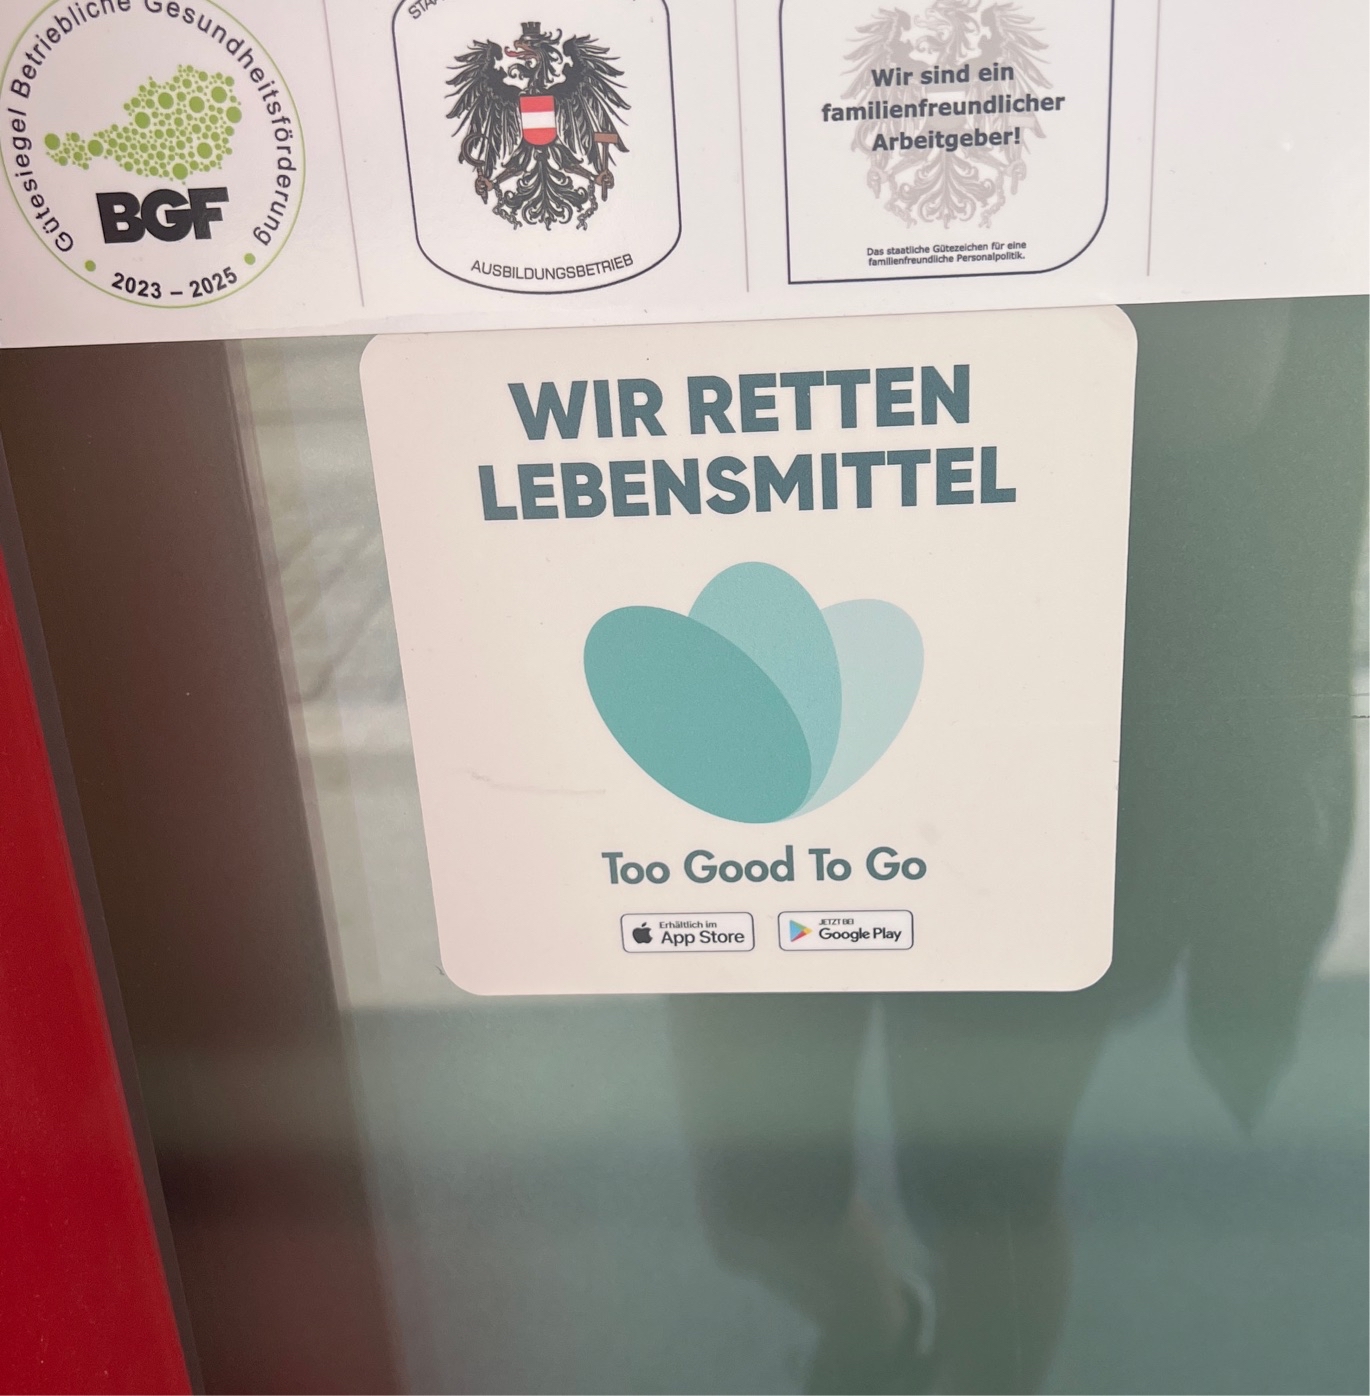 Gütesiegel Betriebliche Gesundheitsförderung
BGF
2023 – 2025
AUSBILDUNGSBETRIEB
Wir sind ein
familienfreundlicher
Arbeitgeber!
Das staatliche Gütezeichen für eine
familienfreundliche Personalpolitik.
WIR RETTEN
LEBENSMITTEL
Too Good To Go
Erhältlich im
App Store
JETZT BEI
Google Play